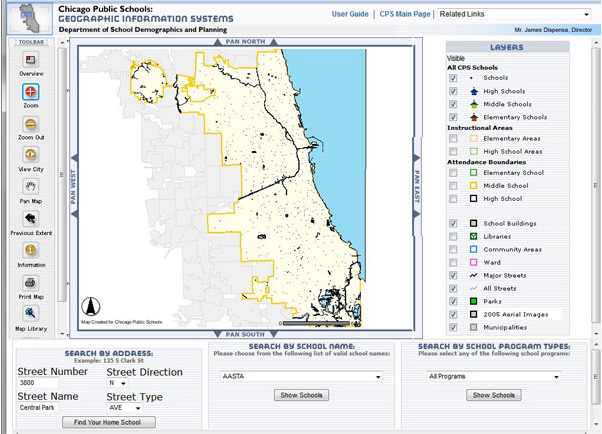 Chicago Public Schools:
GEOGRAPHIC INFORMATION SYSTEMS
Department of School Demographics and Planning
User Guide | CPS Main Page | Related Links
Mr. James Dispensa, Director
TOOLBAR
Overview
Zoom
Zoom Out
View City
Pan Map
Previous Extent
Information
Print Map
Map Library
PAN NORTH
PAN WEST
PAN EAST
PAN SOUTH
Map Created for Chicago Public Schools
LAYERS
Visible
All CPS Schools
Schools
High Schools
Middle Schools
Elementary Schools
Instructional Areas
Elementary Areas
High School Areas
Attendance Boundaries
Elementary School
Middle School
High School
School Buildings
Libraries
Community Areas
Ward
Major Streets
All Streets
Parks
2005 Aerial Images
Municipalities
SEARCH BY ADDRESS:
Example: 125 S Clark St
Street Number Street Direction
3800 N
Street Name Street Type
Central Park AVE
Find Your Home School
SEARCH BY SCHOOL NAME:
Please choose from the following list of valid school names:
AASTA
Show Schools
SEARCH BY SCHOOL PROGRAM TYPES:
Please select any of the following school programs:
All Programs
Show Schools